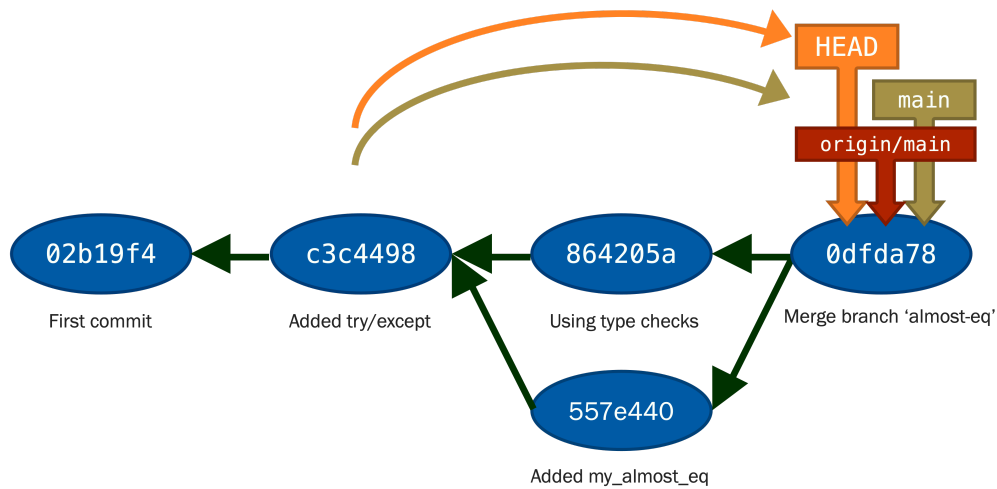 HEAD
main
origin/main
02b19f4
c3c4498
864205a
0dfda78
First commit
Added try/except
Using type checks
Merge branch ‘almost-eq’
557e440
Added my_almost_eq